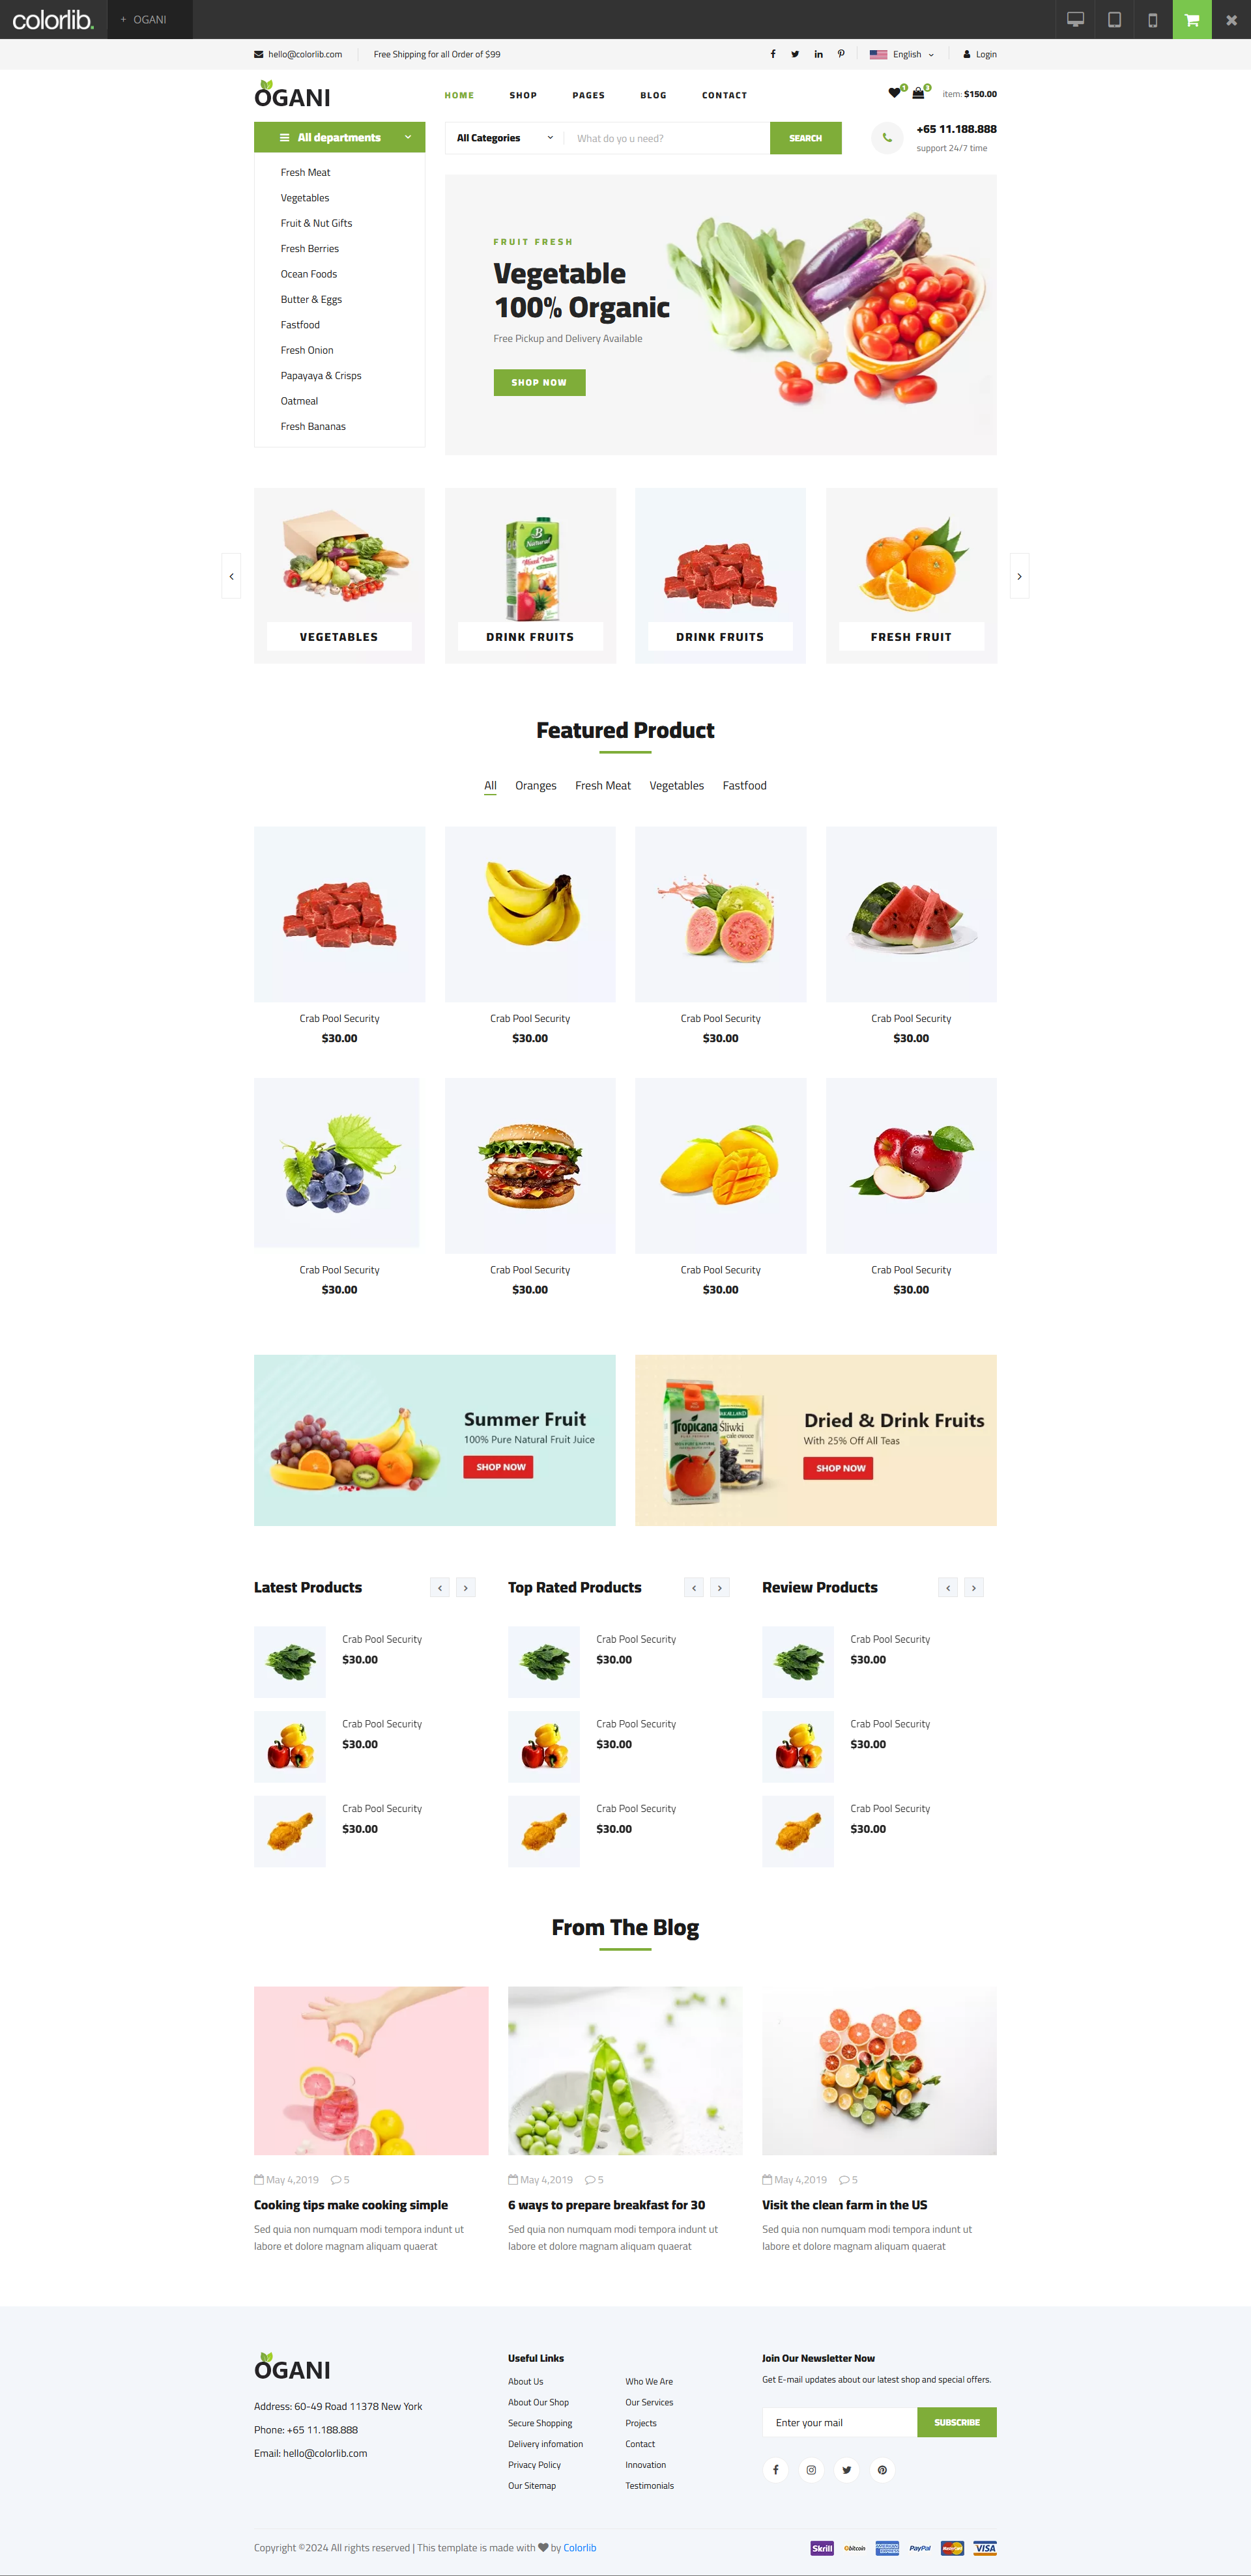 colorlib.
+ OGANI
hello@colorlib.com
Free Shipping for all Order of $99
English
Login
OGANI
HOME
SHOP
PAGES
BLOG
CONTACT
1
3
item: $150.00
All departments
All Categories
What do yo u need?
SEARCH
+65 11.188.888
support 24/7 time
Fresh Meat
Vegetables
Fruit & Nut Gifts
Fresh Berries
Ocean Foods
Butter & Eggs
Fastfood
Fresh Onion
Papayaya & Crisps
Oatmeal
Fresh Bananas
FRUIT FRESH
Vegetable
100% Organic
Free Pickup and Delivery Available
SHOP NOW
B
Natural
Mixed Fruit
VEGETABLES
DRINK FRUITS
DRINK FRUITS
FRESH FRUIT
Featured Product
All
Oranges
Fresh Meat
Vegetables
Fastfood
Crab Pool Security
$30.00
Crab Pool Security
$30.00
Crab Pool Security
$30.00
Crab Pool Security
$30.00
Crab Pool Security
$30.00
Crab Pool Security
$30.00
Crab Pool Security
$30.00
Crab Pool Security
$30.00
Summer Fruit
100% Pure Natural Fruit Juice
SHOP NOW
Tropicana
Śliwki
Dried & Drink Fruits
With 25% Off All Teas
SHOP NOW
Latest Products
Crab Pool Security
$30.00
Crab Pool Security
$30.00
Crab Pool Security
$30.00
Top Rated Products
Crab Pool Security
$30.00
Crab Pool Security
$30.00
Crab Pool Security
$30.00
Review Products
Crab Pool Security
$30.00
Crab Pool Security
$30.00
Crab Pool Security
$30.00
From The Blog
May 4,2019 5
Cooking tips make cooking simple
Sed quia non numquam modi tempora indunt ut
labore et dolore magnam aliquam quaerat
May 4,2019 5
6 ways to prepare breakfast for 30
Sed quia non numquam modi tempora indunt ut
labore et dolore magnam aliquam quaerat
May 4,2019 5
Visit the clean farm in the US
Sed quia non numquam modi tempora indunt ut
labore et dolore magnam aliquam quaerat
OGANI
Address: 60-49 Road 11378 New York
Phone: +65 11.188.888
Email: hello@colorlib.com
Useful Links
About Us
About Our Shop
Secure Shopping
Delivery infomation
Privacy Policy
Our Sitemap
Who We Are
Our Services
Projects
Contact
Innovation
Testimonials
Join Our Newsletter Now
Get E-mail updates about our latest shop and special offers.
Enter your mail
SUBSCRIBE
Copyright ©2024 All rights reserved | This template is made with by Colorlib
Skrill
bitcoin
AMERICAN EXPRESS
PayPal
MasterCard
VISA